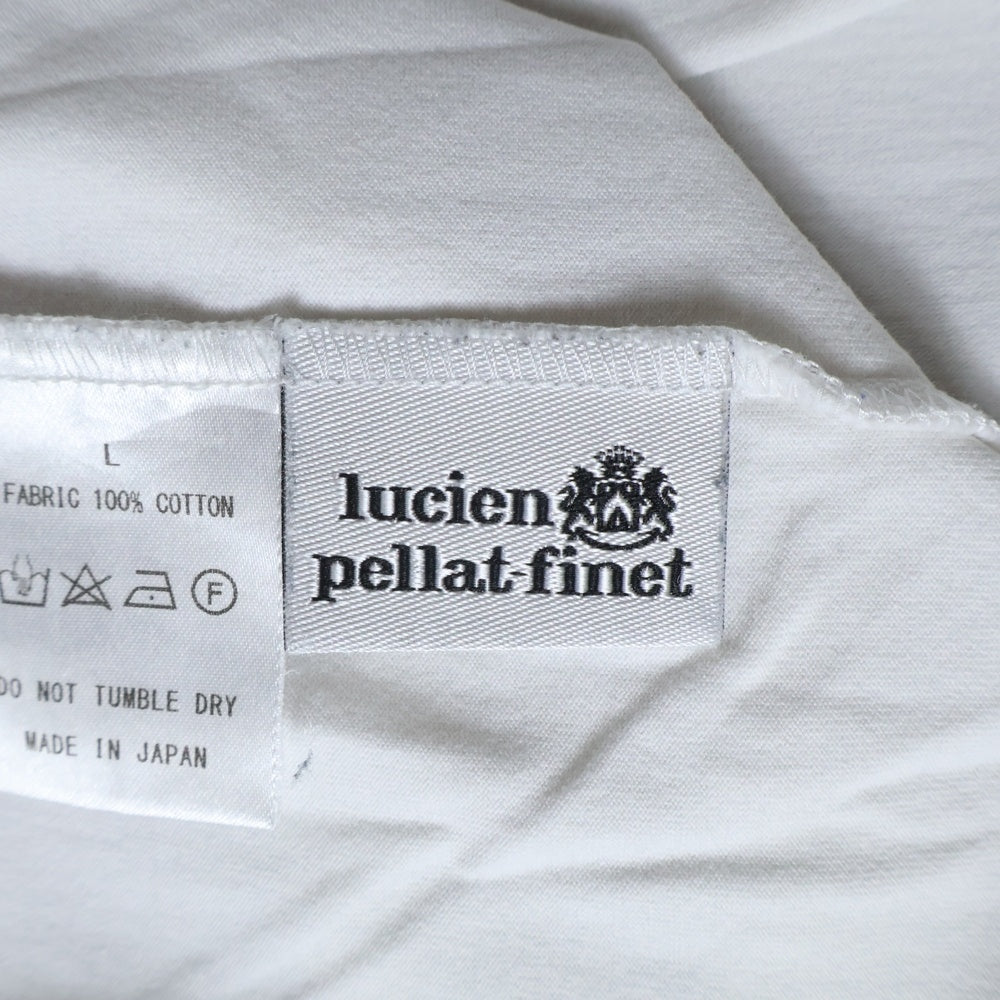 L
FABRIC 100% COTTON
F
DO NOT TUMBLE DRY
MADE IN JAPAN
lucien
pellat-finet